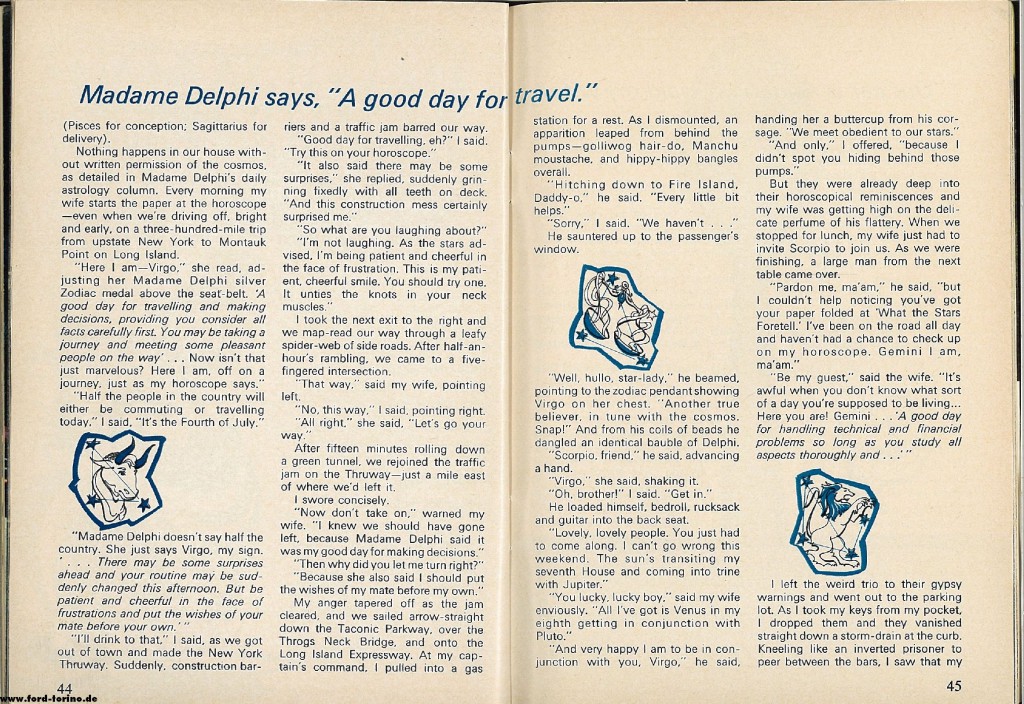 Madame Delphi says, "A good day for travel."
(Pisces for conception; Sagittarius for
delivery).
Nothing happens in our house with-
out written permission of the cosmos,
as detailed in Madame Delphi's daily
astrology column. Every morning my
wife starts the paper at the horoscope
—even when we're driving off, bright
and early, on a three-hundred-mile trip
from upstate New York to Montauk
Point on Long Island.
"Here I am—Virgo," she read, ad-
justing her Madame Delphi silver
Zodiac medal above the seat-belt. 'A
good day for travelling and making
decisions, providing you consider all
facts carefully first. You may be taking a
journey and meeting some pleasant
people on the way' . . . Now isn't that
just marvelous? Here I am, off on a
journey, just as my horoscope says."
"Half the people in the country will
either be commuting or travelling
today," I said, "It's the Fourth of July."
"Madame Delphi doesn't say half the
country. She just says Virgo, my sign.
' . . . There may be some surprises
ahead and your routine may be sud-
denly changed this afternoon. But be
patient and cheerful in the face of
frustrations and put the wishes of your
mate before your own.' "
"I'll drink to that," I said, as we got
out of town and made the New York
Thruway. Suddenly, construction bar-
riers and a traffic jam barred our way.
"Good day for travelling, eh?" I said.
"Try this on your horoscope."
"It also said there may be some
surprises," she replied, suddenly grin-
ning fixedly with all teeth on deck.
"And this construction mess certainly
surprised me."
"So what are you laughing about?"
"I'm not laughing. As the stars ad-
vised, I'm being patient and cheerful in
the face of frustration. This is my pati-
ent, cheerful smile. You should try one.
It unties the knots in your neck
muscles."
I took the next exit to the right and
we map-read our way through a leafy
spider-web of side roads. After half-an-
hour's rambling, we came to a five-
fingered intersection.
"That way," said my wife, pointing
left.
"No, this way," I said, pointing right.
"All right," she said, "Let's go your
way."
After fifteen minutes rolling down
a green tunnel, we rejoined the traffic
jam on the Thruway—just a mile east
of where we'd left it.
I swore concisely.
"Now don't take on," warned my
wife. "I knew we should have gone
left, because Madame Delphi said it
was my good day for making decisions."
"Then why did you let me turn right?"
"Because she also said I should put
the wishes of my mate before my own."
My anger tapered off as the jam
cleared, and we sailed arrow-straight
down the Taconic Parkway, over the
Throgs Neck Bridge, and onto the
Long Island Expressway. At my cap-
tain's command, I pulled into a gas
station for a rest. As I dismounted, an
apparition leaped from behind the
pumps—golliwog hair-do, Manchu
moustache, and hippy-hippy bangles
overall.
"Hitching down to Fire Island,
Daddy-o," he said. "Every little bit
helps."
"Sorry," I said. "We haven't . . ."
He sauntered up to the passenger's
window.
"Well, hullo, star-lady," he beamed,
pointing to the zodiac pendant showing
Virgo on her chest. "Another true
believer, in tune with the cosmos.
Snap!" And from his coils of beads he
dangled an identical bauble of Delphi.
"Scorpio, friend," he said, advancing
a hand.
"Virgo," she said, shaking it.
"Oh, brother!" I said. "Get in."
He loaded himself, bedroll, rucksack
and guitar into the back seat.
"Lovely, lovely people. You just had
to come along. I can't go wrong this
weekend. The sun's transiting my
seventh House and coming into trine
with Jupiter."
"You lucky, lucky boy," said my wife
enviously. "All I've got is Venus in my
eighth getting in conjunction with
Pluto."
"And very happy I am to be in con-
junction with you, Virgo," he said,
handing her a buttercup from his cor-
sage. "We meet obedient to our stars."
"And only," I offered, "because I
didn't spot you hiding behind those
pumps."
But they were already deep into
their horoscopical reminiscences and
my wife was getting high on the deli-
cate perfume of his flattery. When we
stopped for lunch, my wife just had to
invite Scorpio to join us. As we were
finishing, a large man from the next
table came over.
"Pardon me, ma'am," he said, "but
I couldn't help noticing you've got
your paper folded at 'What the Stars
Foretell.' I've been on the road all day
and haven't had a chance to check up
on my horoscope. Gemini I am,
ma'am."
"Be my guest," said the wife. "It's
awful when you don't know what sort
of a day you're supposed to be living...
Here you are! Gemini . . . 'A good day
for handling technical and financial
problems so long as you study all
aspects thoroughly and . . .' "
I left the weird trio to their gypsy
warnings and went out to the parking
lot. As I took my keys from my pocket,
I dropped them and they vanished
straight down a storm-drain at the curb.
Kneeling like an inverted prisoner to
peer between the bars, I saw that my
44
45
www.ford-torino.de